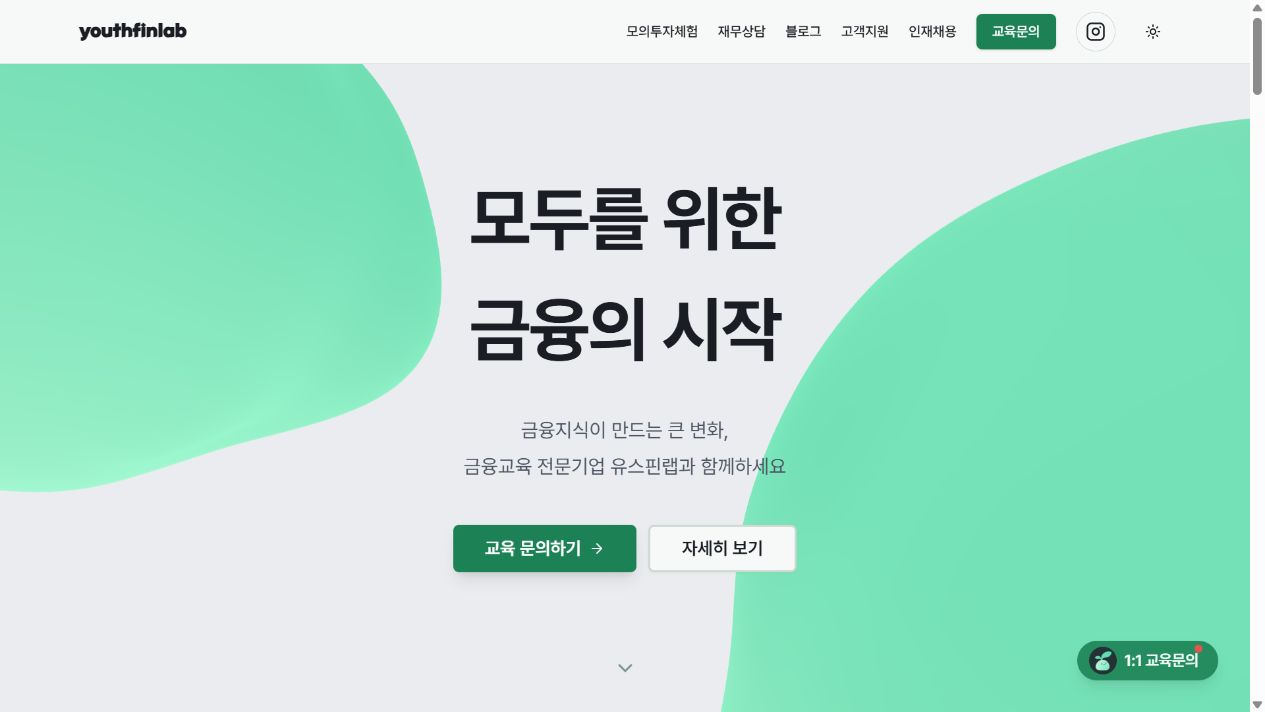 youthfinlab
모의투자체험 재무상담 블로그 고객지원 인재채용 교육문의
모두를 위한
금융의 시작
금융지식이 만드는 큰 변화,
금융교육 전문기업 유스핀랩과 함께하세요
교육 문의하기 → 자세히 보기
1:1 교육문의